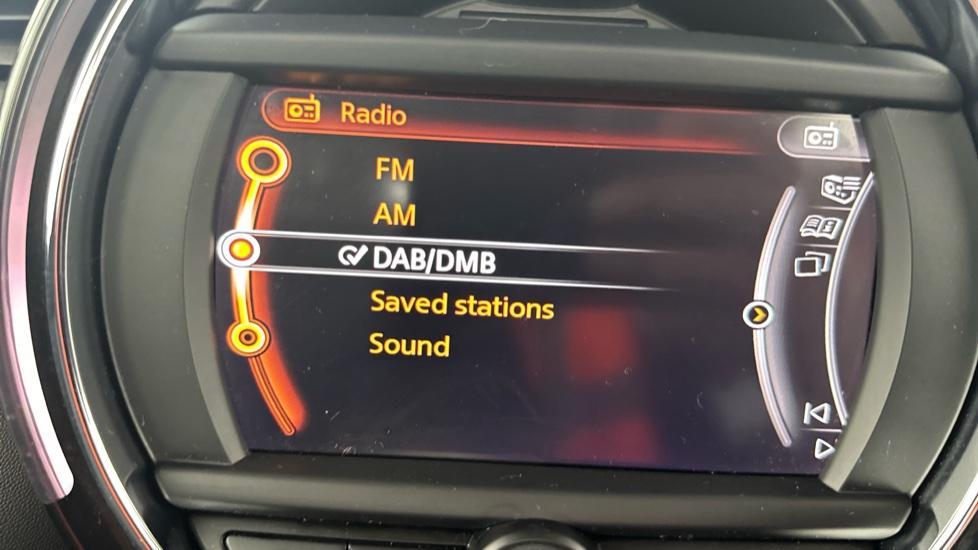 Radio
FM
AM
DAB/DMB
Saved stations
Sound